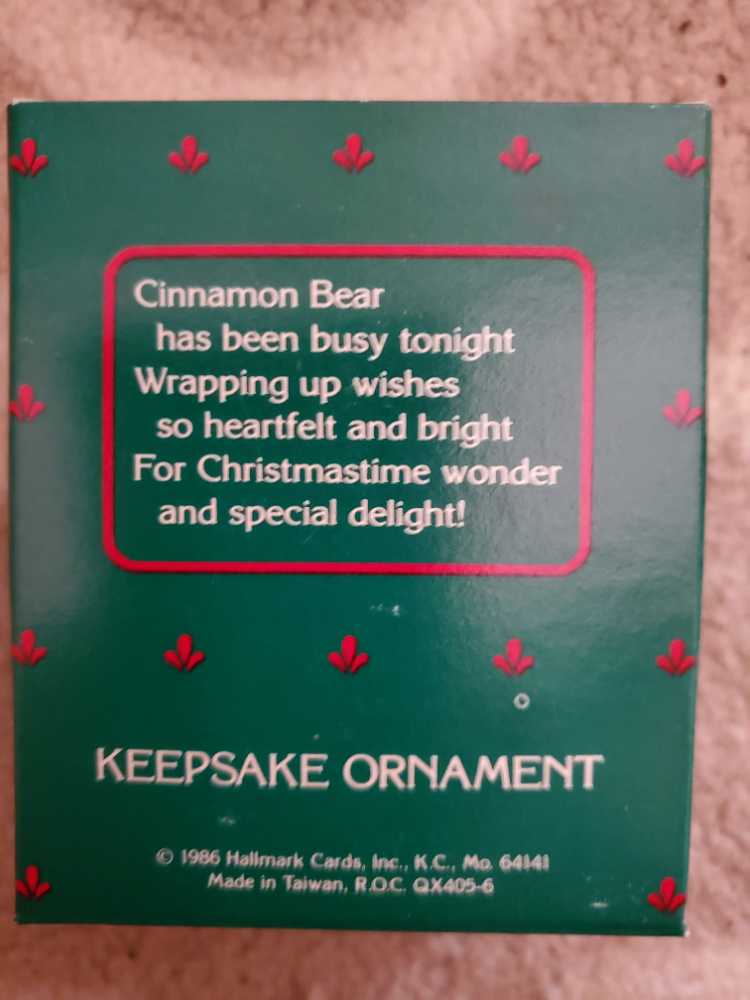 Cinnamon Bear
has been busy tonight
Wrapping up wishes
so heartfelt and bright
For Christmastime wonder
and special delight!
KEEPSAKE ORNAMENT
© 1986 Hallmark Cards, Inc., K.C., Mo. 64141
Made in Taiwan, R.O.C. QX405-6